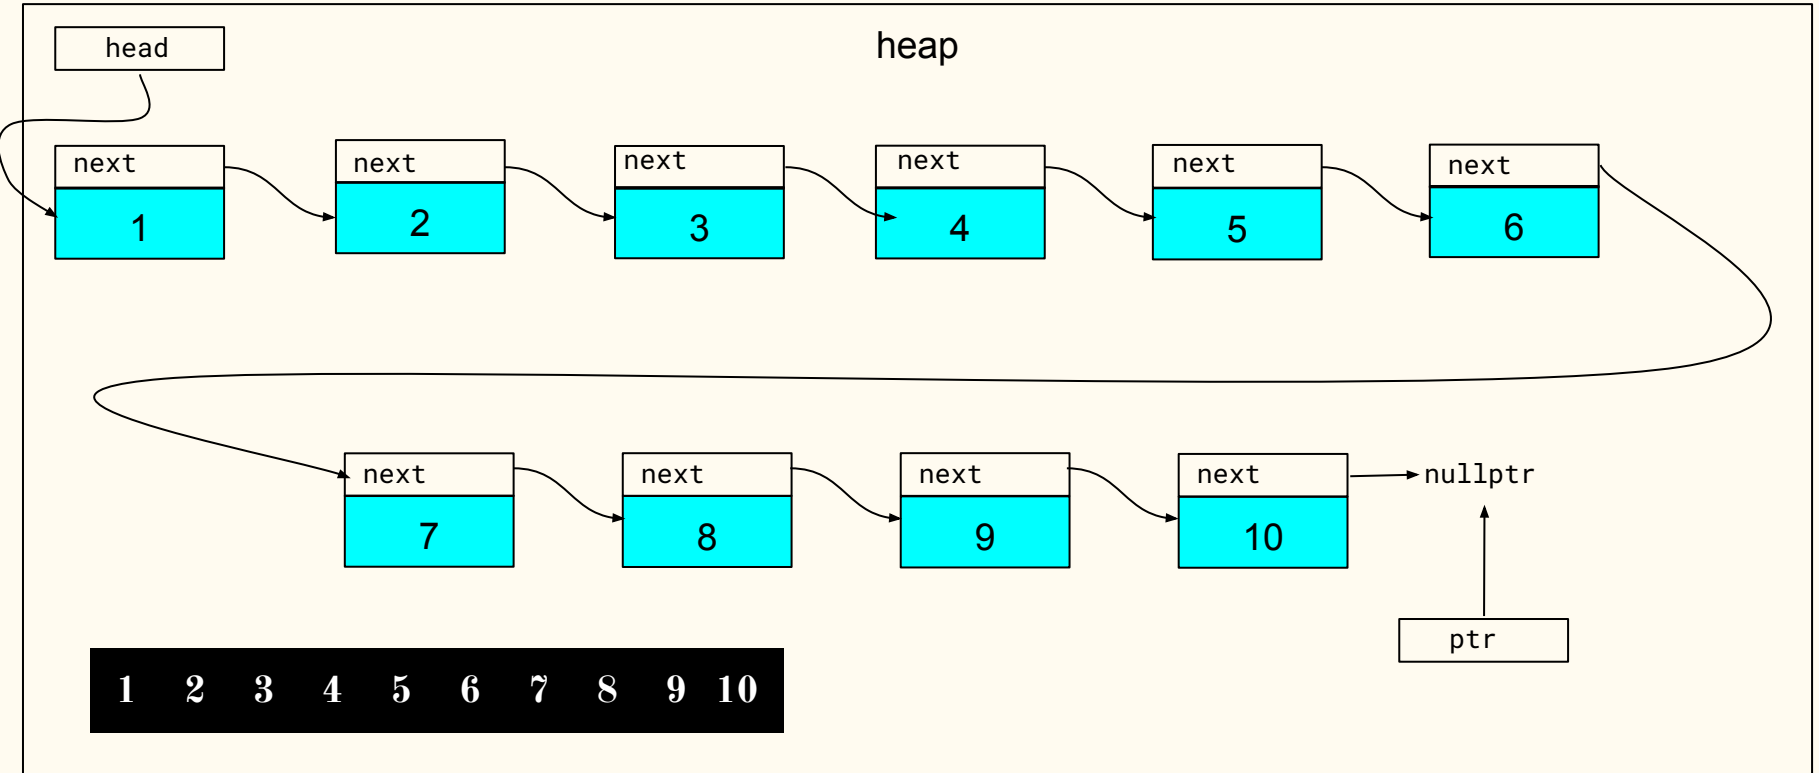 head
heap
next next next next next next
1 2 3 4 5 6
next next next next nullptr
7 8 9 10
ptr
1 2 3 4 5 6 7 8 9 10